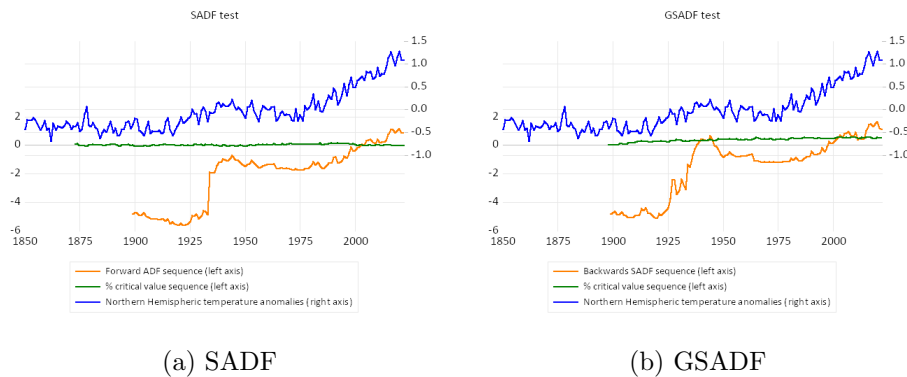 SADF test
1.5
1.0
0.5
0.0
-0.5
-1.0
2
0
-2
-4
-6
1850 1875 1900 1925 1950 1975 2000
Forward ADF sequence (left axis)
% critical value sequence (left axis)
Northern Hemispheric temperature anomalies (right axis)
(a) SADF
GSADF test
1.5
1.0
0.5
0.0
-0.5
-1.0
2
0
-2
-4
-6
1850 1875 1900 1925 1950 1975 2000
Backwards SADF sequence (left axis)
% critical value sequence (left axis)
Northern Hemispheric temperature anomalies (right axis)
(b) GSADF